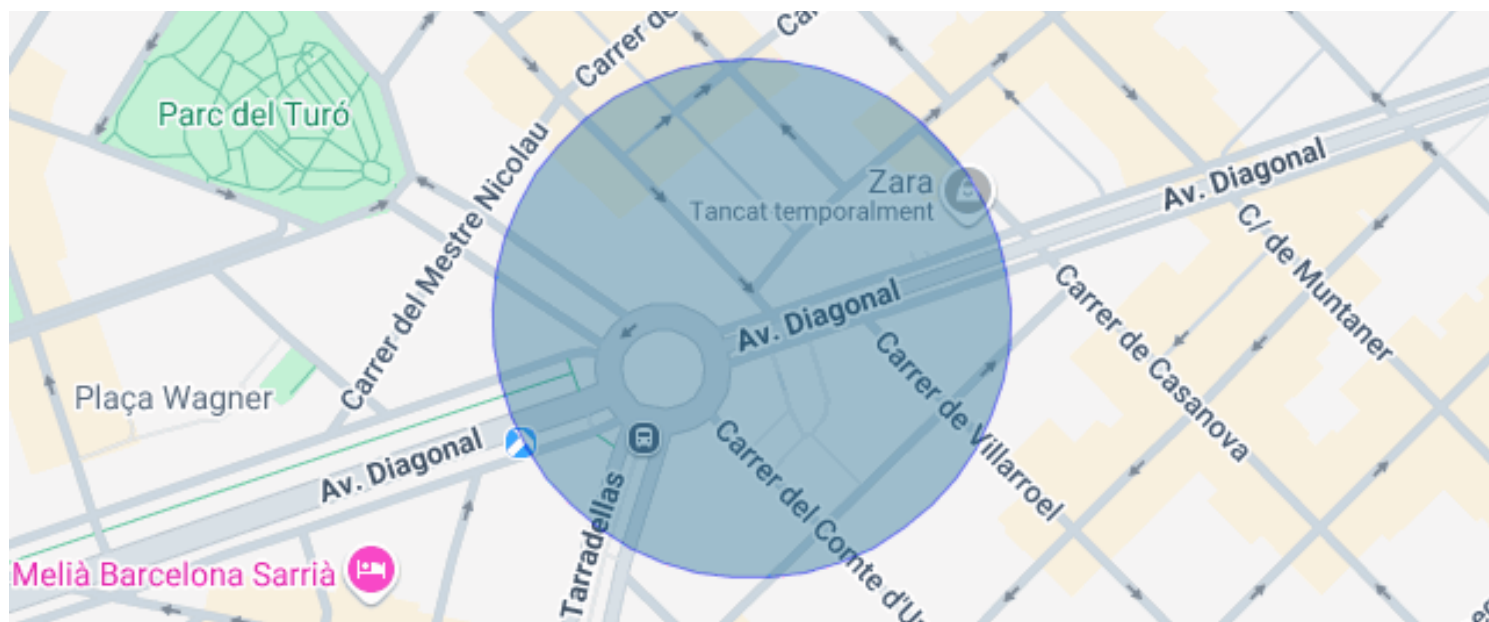 Carrer de
Ca
Parc del Turó
Carrer del Mestre Nicolau
Zara
Tancat temporalment
Av. Diagonal
C/ de Muntaner
Av. Diagonal
Carrer de Casanova
Carrer de Villarroel
Plaça Wagner
Av. Diagonal
Carrer del Comte d'U
Tarradellas
Melià Barcelona Sarrià